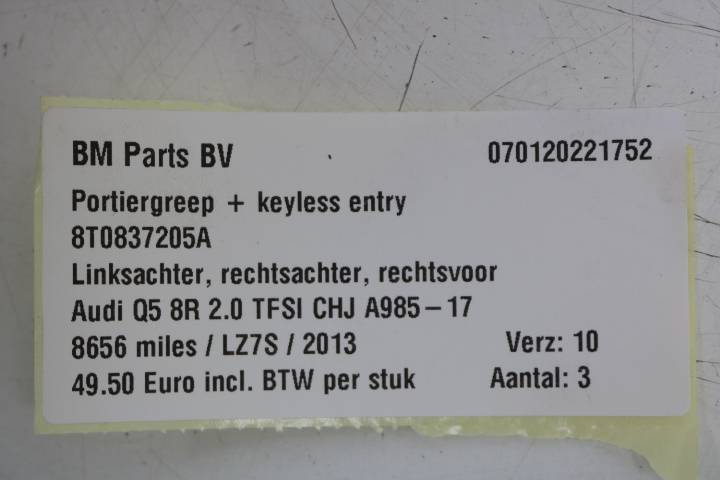 BM Parts BV 070120221752
Portiergreep + keyless entry
8T0837205A
Linksachter, rechtsachter, rechtsvoor
Audi Q5 8R 2.0 TFSI CHJ A985-17
8656 miles / LZ7S / 2013 Verz: 10
49.50 Euro incl. BTW per stuk Aantal: 3